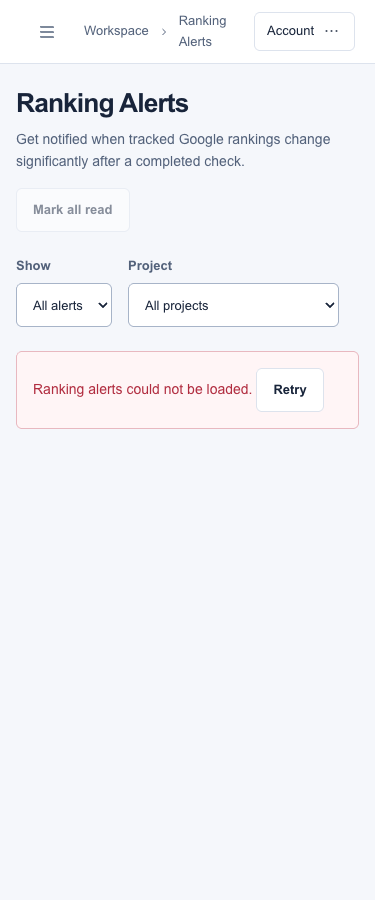 Workspace › Ranking Alerts
Account ···
Ranking Alerts
Get notified when tracked Google rankings change
significantly after a completed check.
Mark all read
Show
Project
All alerts
All projects
Ranking alerts could not be loaded.
Retry